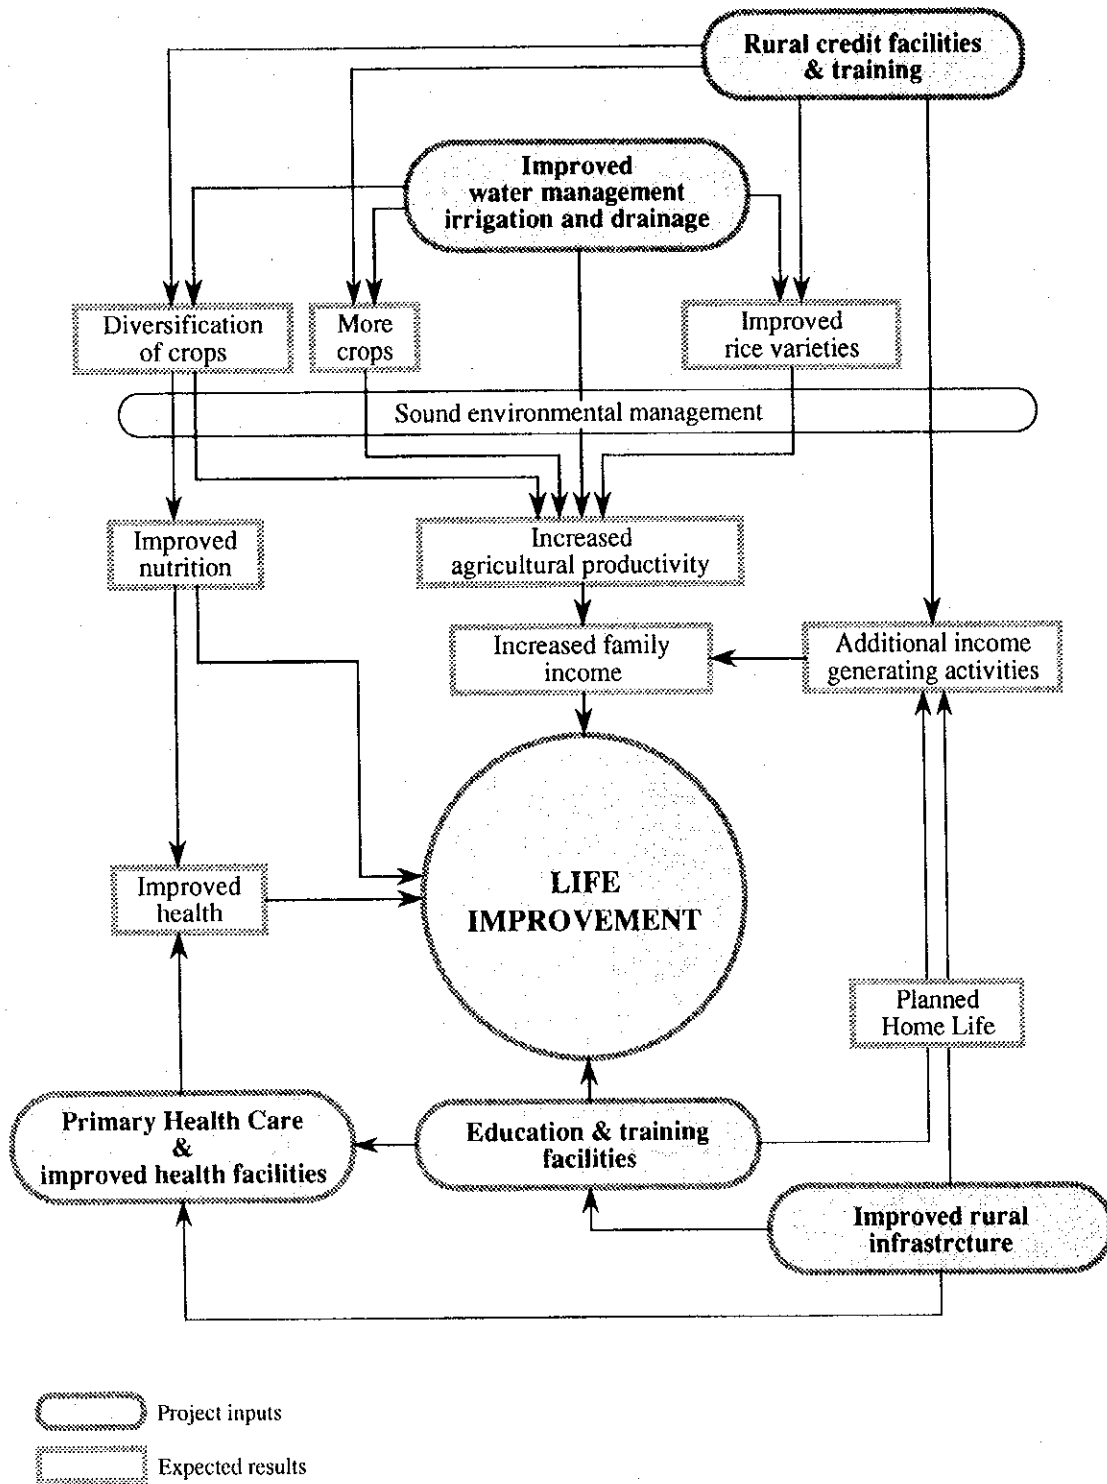 Rural credit facilities
& training
Improved
water management
irrigation and drainage
Diversification
of crops
More
crops
Improved
rice varieties
Sound environmental management
Improved
nutrition
Increased
agricultural productivity
Increased family
income
Additional income
generating activities
LIFE
IMPROVEMENT
Improved
health
Planned
Home Life
Primary Health Care
&
improved health facilities
Education & training
facilities
Improved rural
infrastrcture
Project inputs
Expected results